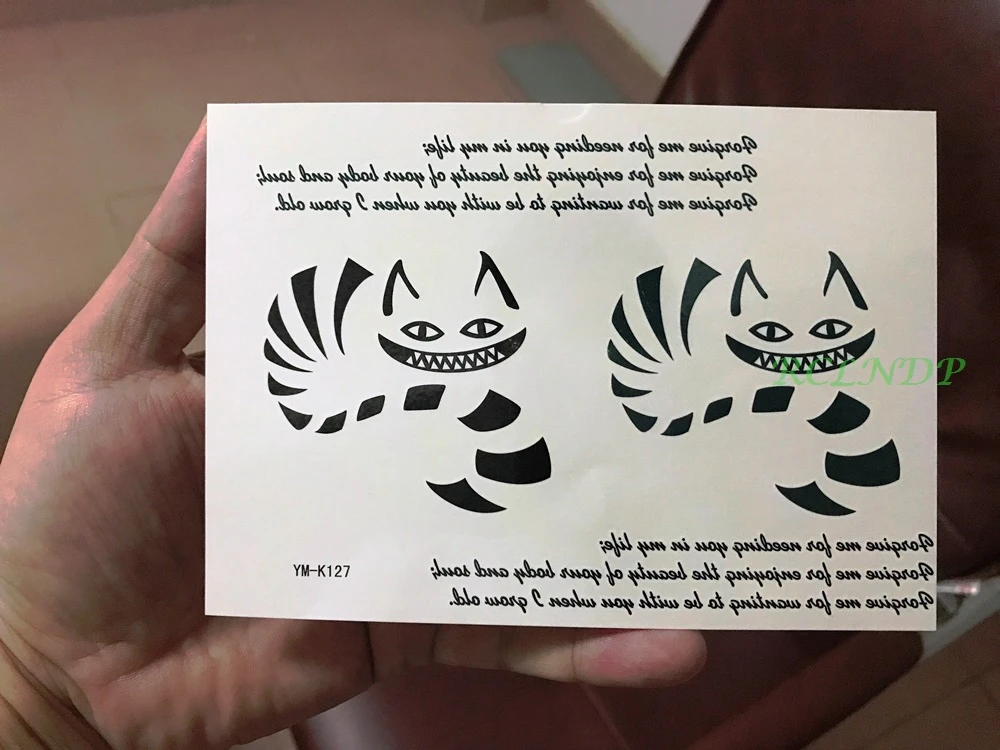 Forgive me for needing you in my life;
Forgive me for enjoying the beauty of your body and soul;
Forgive me for wanting to be with you when I grow old.
RCLNDP
Forgive me for needing you in my life;
Forgive me for enjoying the beauty of your body and soul;
Forgive me for wanting to be with you when I grow old.
YM-K127